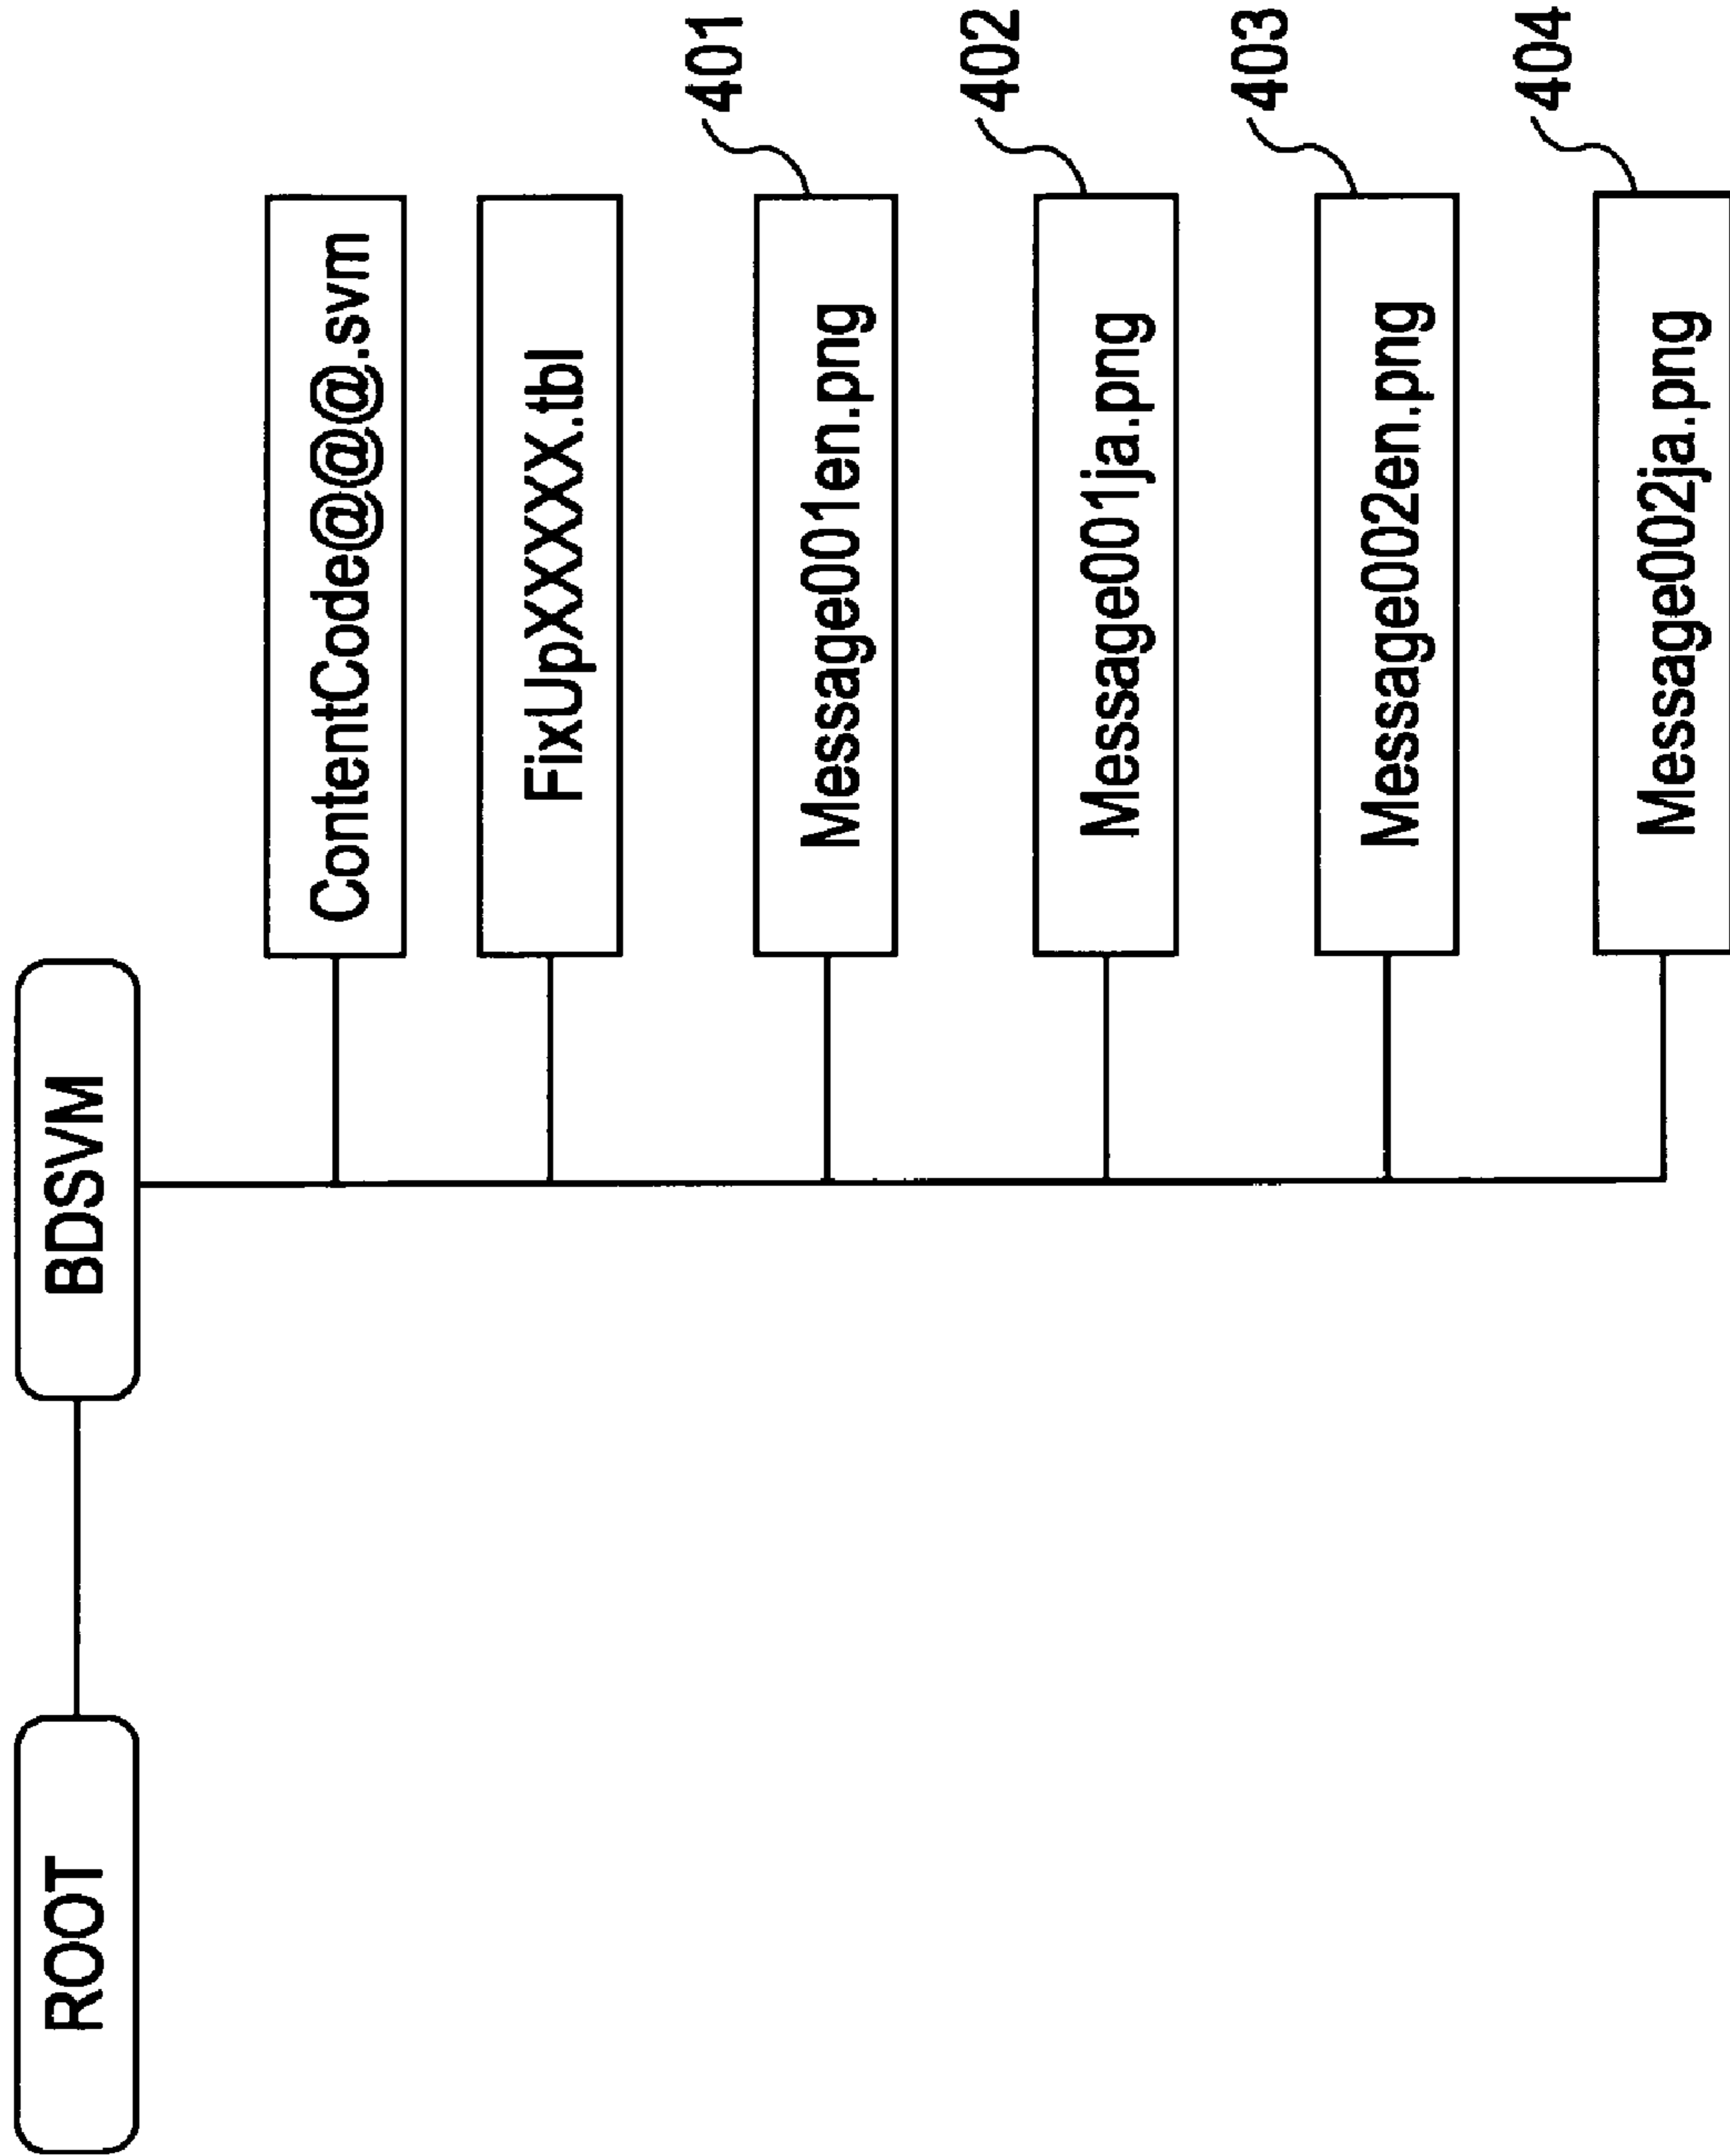 ROOT
BDSVM
ContentCode@@@@.svm
FixUpXXXXX.tbl
Message001en.png
401
Message001ja.png
402
Message002en.png
403
Message002ja.png
404